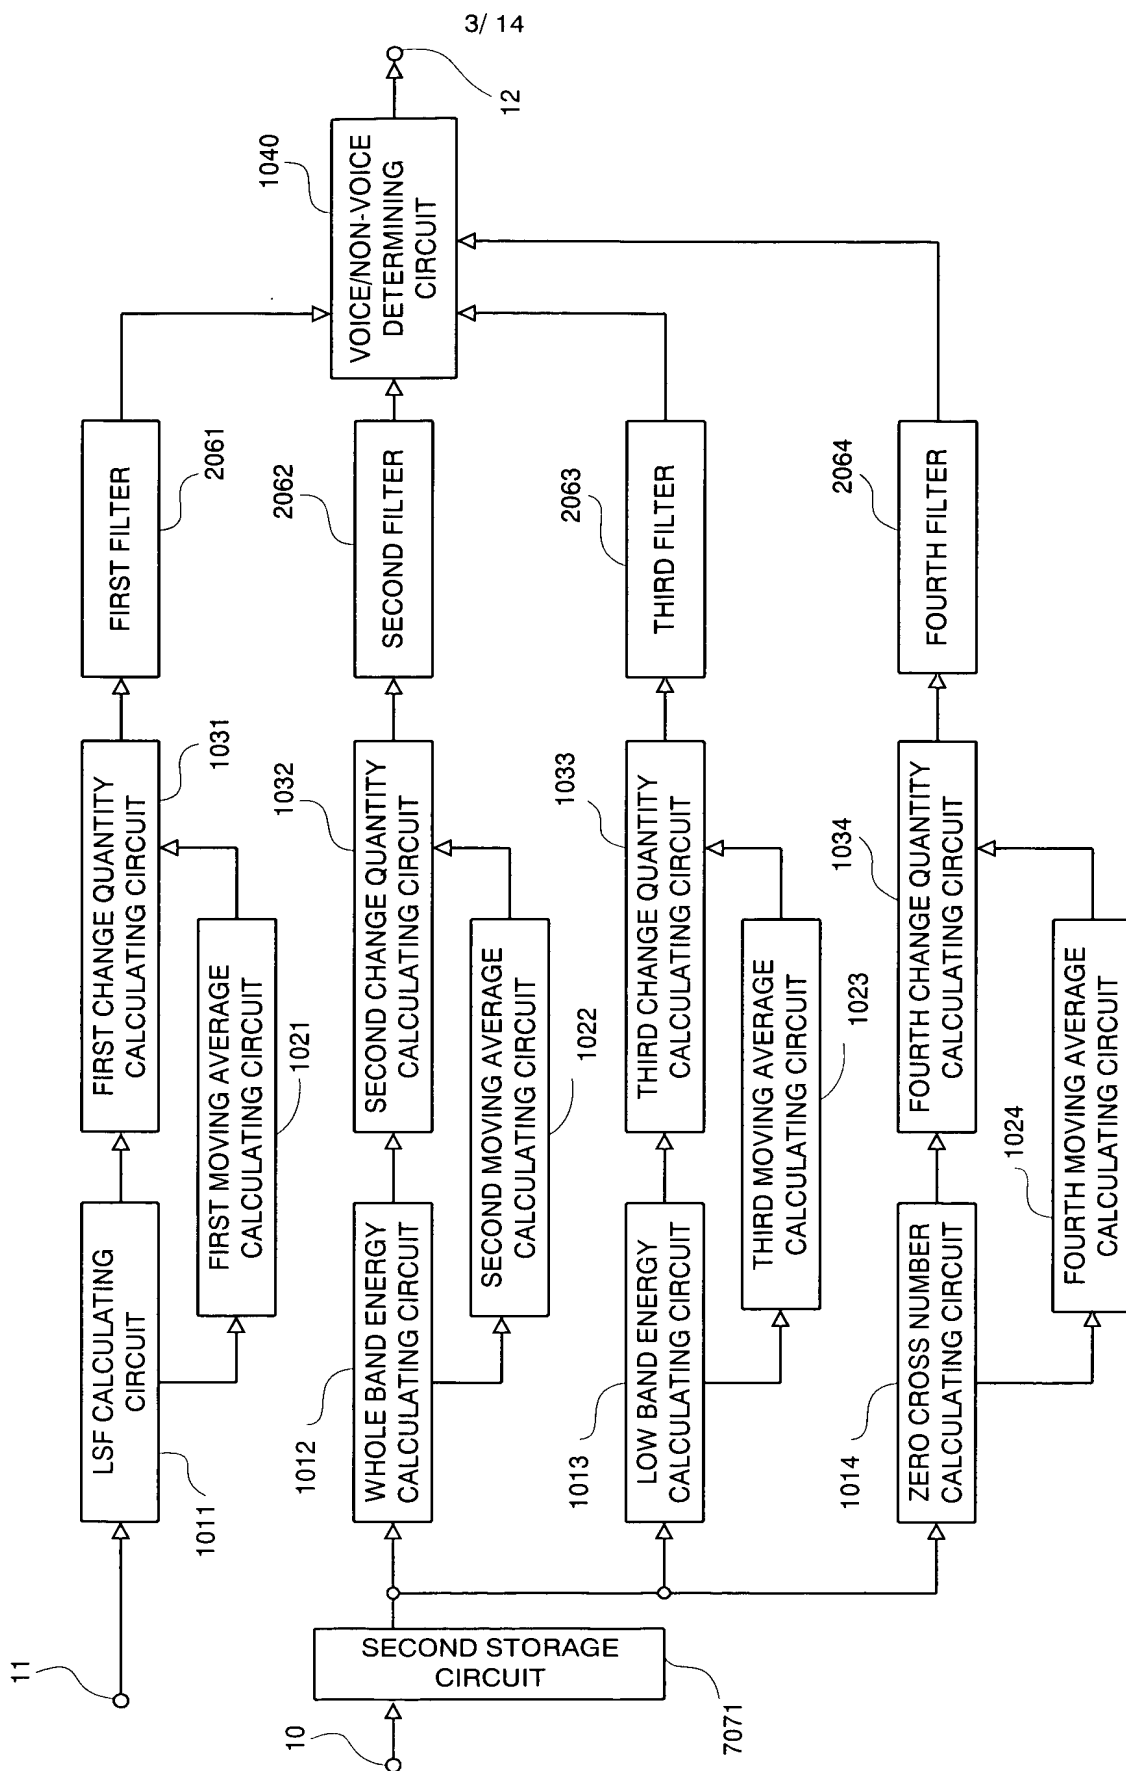 3/ 14
11
LSF CALCULATING
CIRCUIT
1011
FIRST MOVING AVERAGE
CALCULATING CIRCUIT
1021
FIRST CHANGE QUANTITY
CALCULATING CIRCUIT
1031
FIRST FILTER
2061
10
SECOND STORAGE
CIRCUIT
7071
WHOLE BAND ENERGY
CALCULATING CIRCUIT
1012
SECOND MOVING AVERAGE
CALCULATING CIRCUIT
1022
SECOND CHANGE QUANTITY
CALCULATING CIRCUIT
1032
SECOND FILTER
2062
VOICE/NON-VOICE
DETERMINING
CIRCUIT
1040
12
LOW BAND ENERGY
CALCULATING CIRCUIT
1013
THIRD MOVING AVERAGE
CALCULATING CIRCUIT
1023
THIRD CHANGE QUANTITY
CALCULATING CIRCUIT
1033
THIRD FILTER
2063
ZERO CROSS NUMBER
CALCULATING CIRCUIT
1014
FOURTH MOVING AVERAGE
CALCULATING CIRCUIT
1024
FOURTH CHANGE QUANTITY
CALCULATING CIRCUIT
1034
FOURTH FILTER
2064